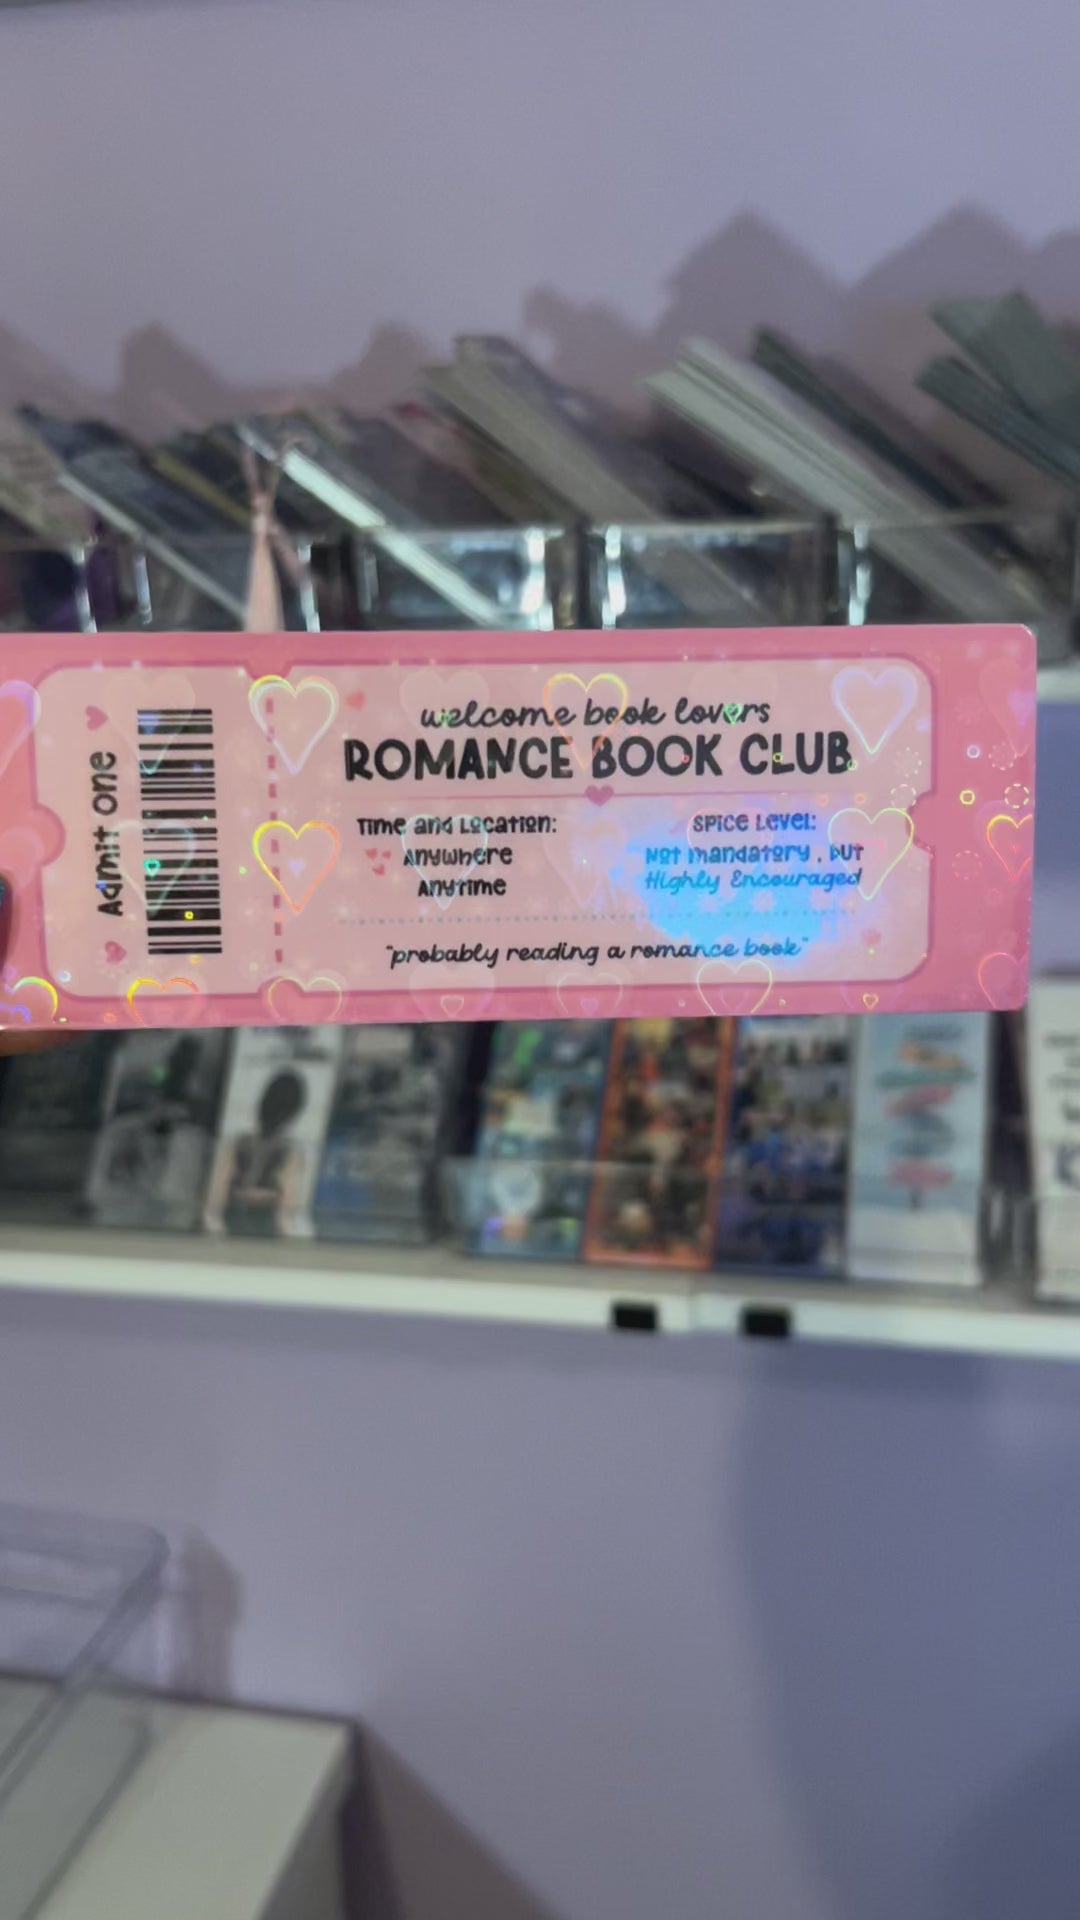 Admit one
welcome book lovers
ROMANCE BOOK CLUB
Time and Location:
Anywhere
Anytime
Spice Level:
Not mandatory , but
Highly Encouraged
"probably reading a romance book"